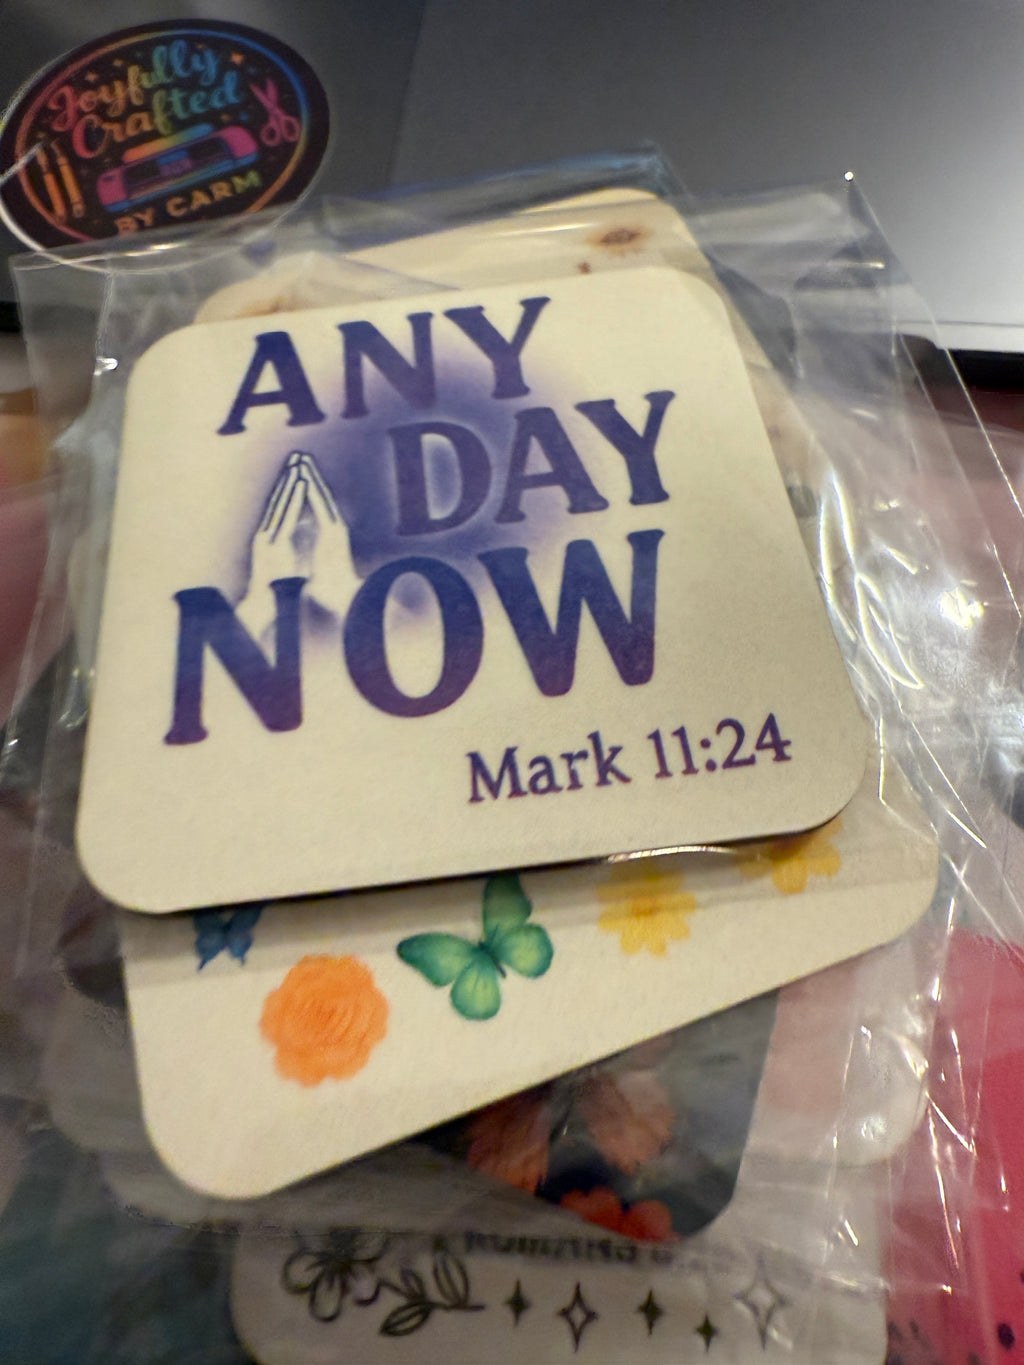 Joyfully
Crafted
BY CARM
ANY
DAY
NOW
Mark 11:24